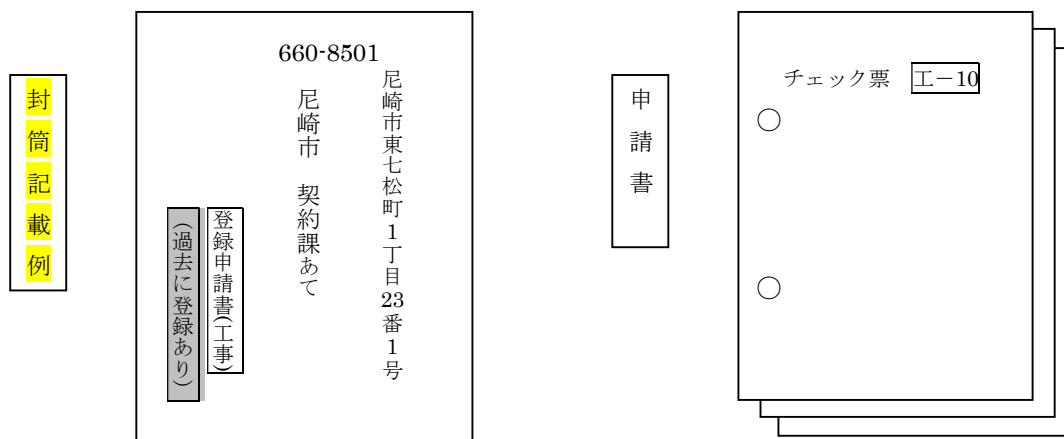 封筒記載例
660-8501
尼崎市東七松町1丁目23番1号
尼崎市 契約課あて
登録申請書(工事)
(過去に登録あり)
申請書
チェック票 工-10